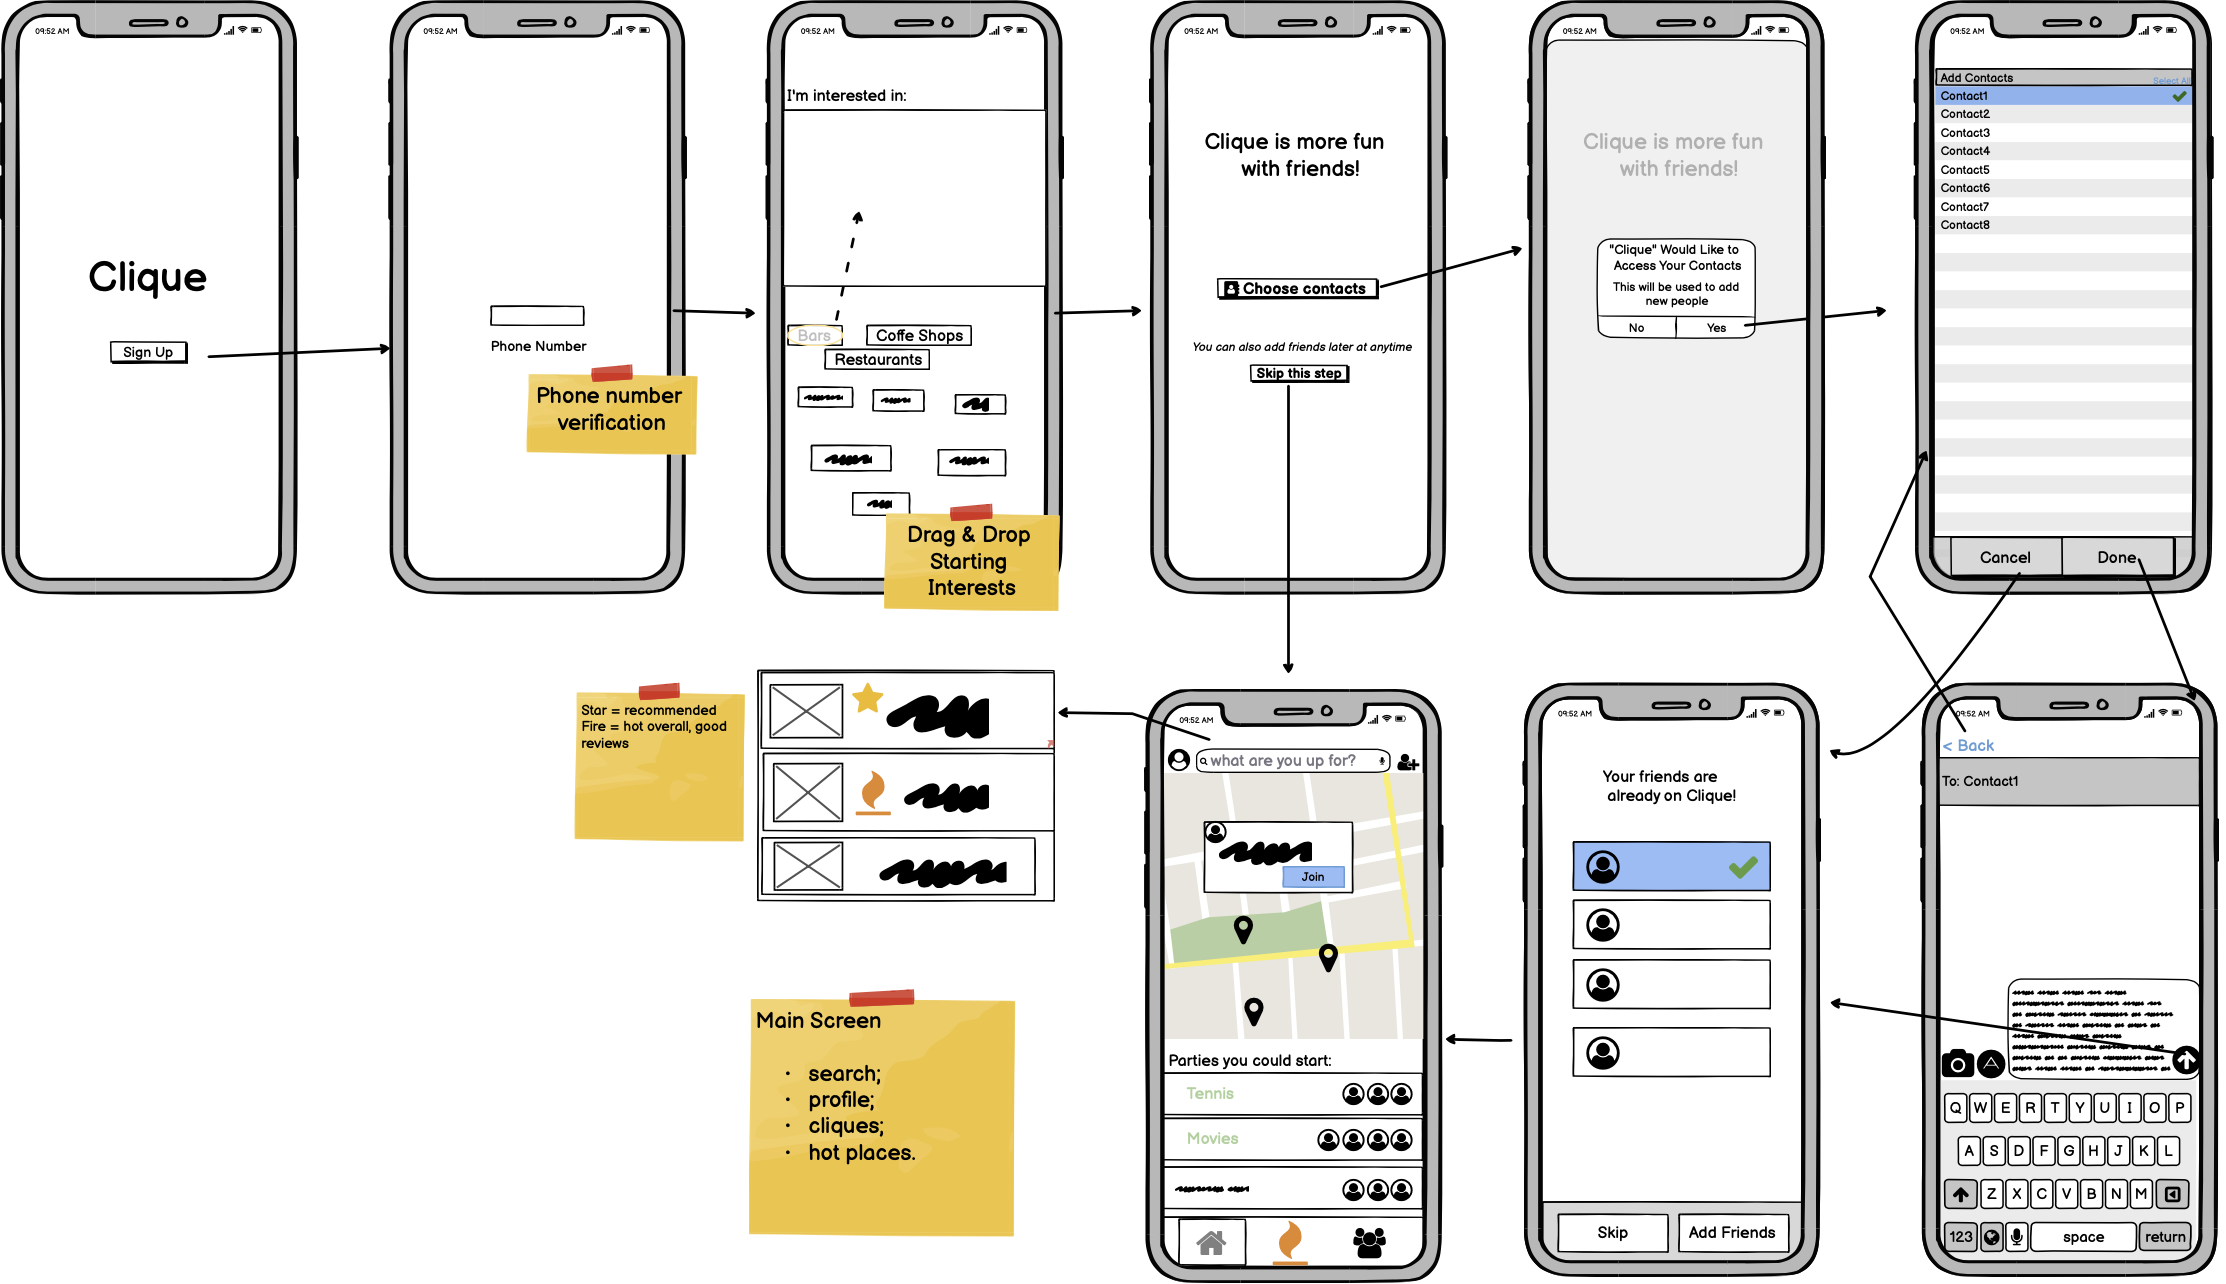 09:52 AM
Clique
Sign Up
09:52 AM
Phone Number
Phone number
verification
09:52 AM
I'm interested in:
Bars
Coffe Shops
Restaurants
Drag & Drop
Starting
Interests
09:52 AM
Clique is more fun
with friends!
Choose contacts
You can also add friends later at anytime
Skip this step
09:52 AM
Clique is more fun
with friends!
"Clique" Would Like to
Access Your Contacts
This will be used to add
new people
No
Yes
09:52 AM
Add Contacts
Select All
Contact1
Contact2
Contact3
Contact4
Contact5
Contact6
Contact7
Contact8
Cancel
Done
Star = recommended
Fire = hot overall, good
reviews
Main Screen
· search;
· profile;
· cliques;
· hot places.
09:52 AM
what are you up for?
Join
Parties you could start:
Tennis
Movies
09:52 AM
Your friends are
already on Clique!
Skip
Add Friends
09:52 AM
< Back
To: Contact1
Q W E R T Y U I O P
A S D F G H J K L
Z X C V B N M
123
space
return